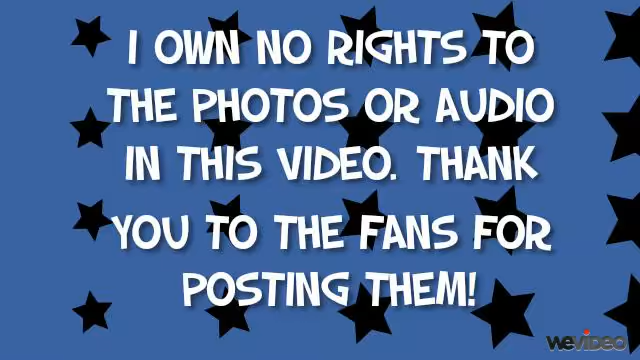 I OWN NO RIGHTS TO
THE PHOTOS OR AUDIO
IN THIS VIDEO. THANK
YOU TO THE FANS FOR
POSTING THEM!
WEVIDEO